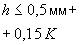 h ≤ 0,5 мм +
+ 0,15 K